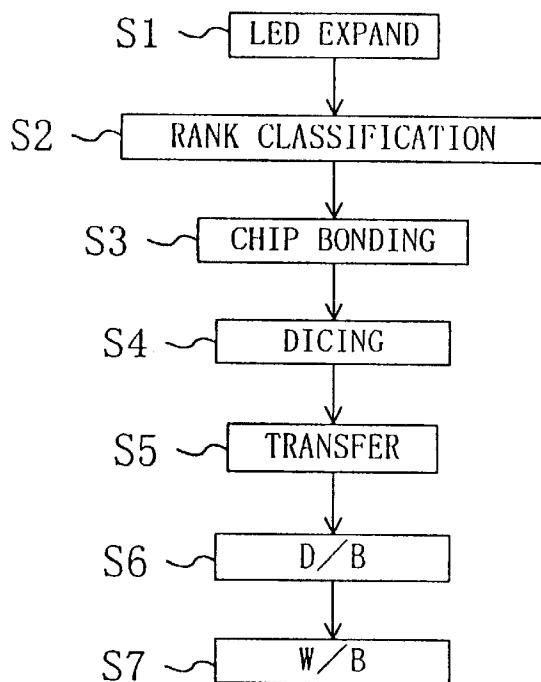 S1 LED EXPAND
S2 RANK CLASSIFICATION
S3 CHIP BONDING
S4 DICING
S5 TRANSFER
S6 D/B
S7 W/B